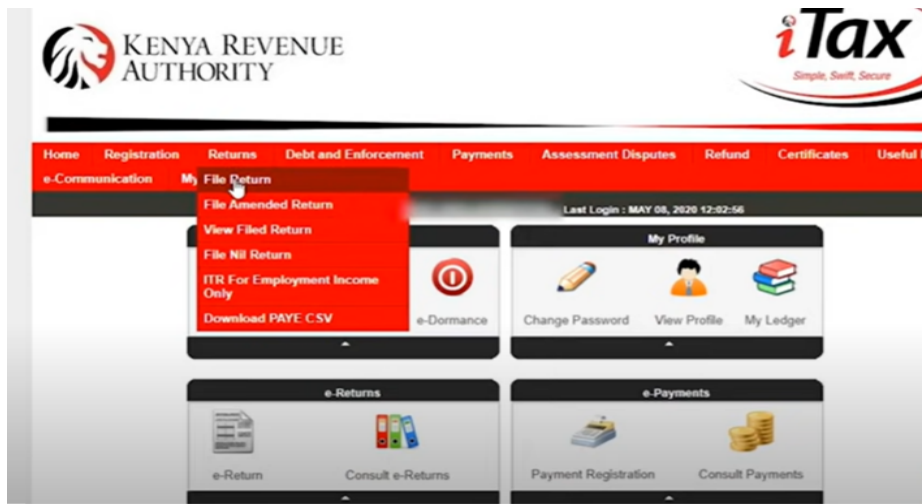 KENYA REVENUE
AUTHORITY
iTax
Simple, Swift, Secure
Home Registration Returns Debt and Enforcement Payments Assessment Disputes Refund Certificates Useful
e-Communication My
File Return
File Amended Return
View Filed Return
File Nil Return
ITR For Employment Income
Only
Download PAYE CSV
Last Login : MAY 08, 2020 12:02:56
e-Dormance
My Profile
Change Password View Profile My Ledger
e-Returns
e-Return Consult e-Returns
e-Payments
Payment Registration Consult Payments